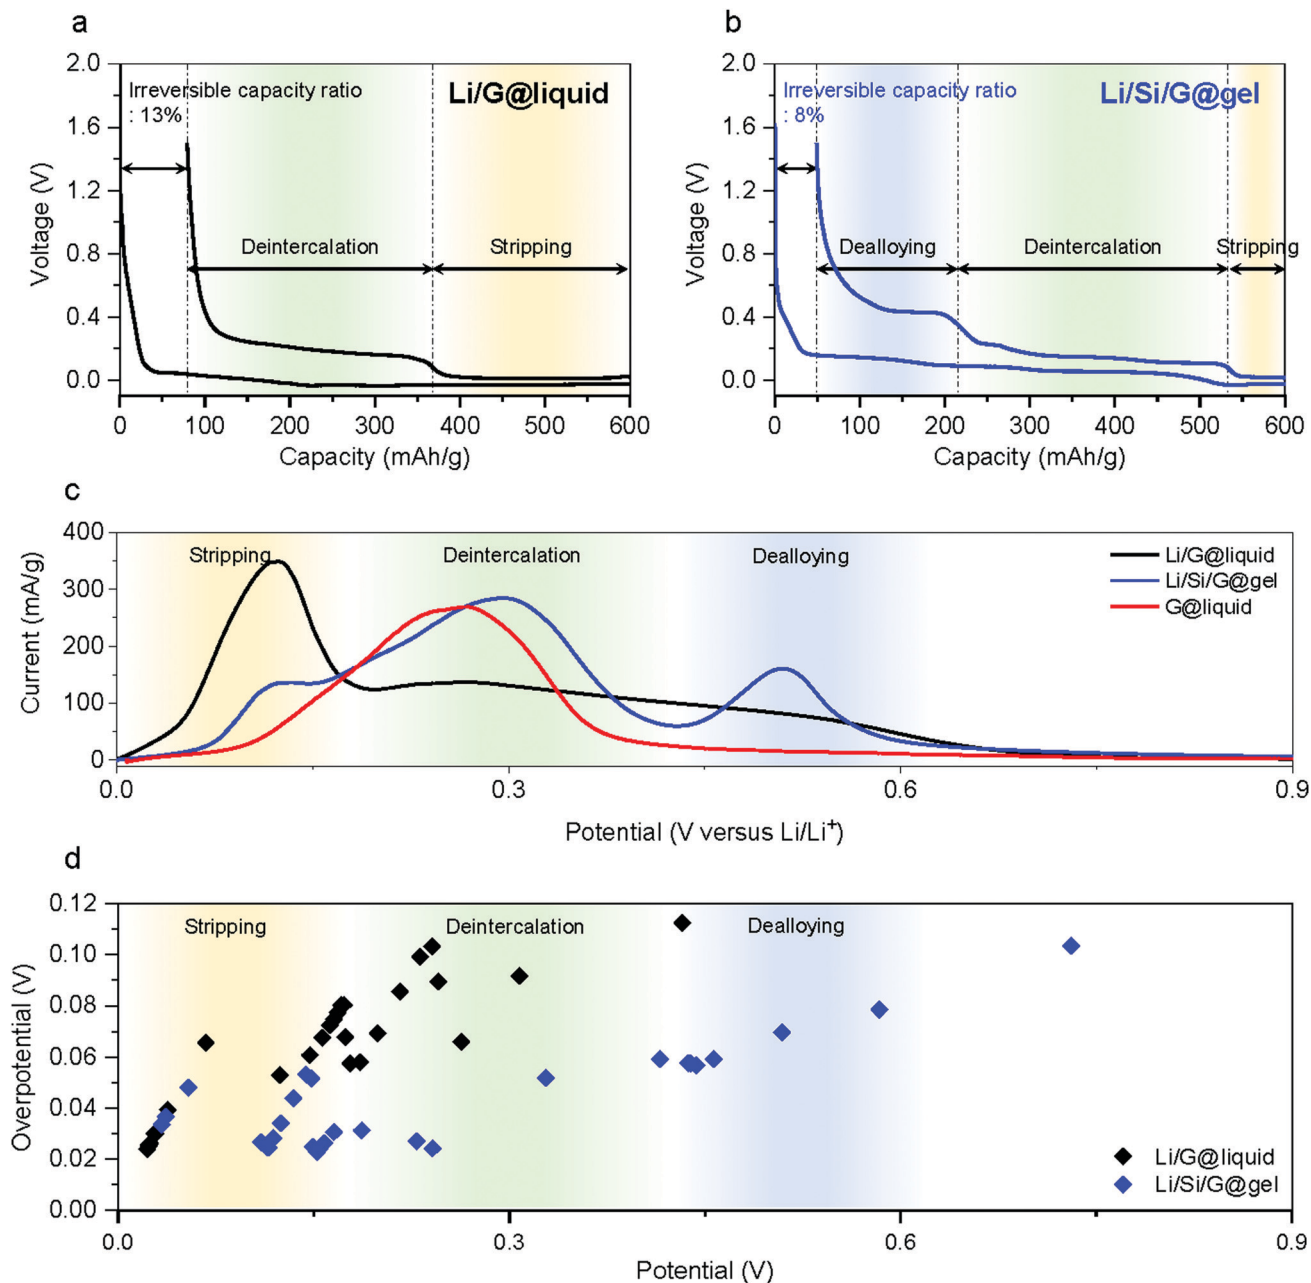 a
Li/G@liquid
Irreversible capacity ratio
: 13%
Deintercalation
Stripping
Voltage (V)
2.0
1.6
1.2
0.8
0.4
0.0
0 100 200 300 400 500 600
Capacity (mAh/g)
b
Li/Si/G@gel
Irreversible capacity ratio
: 8%
Dealloying
Deintercalation
Stripping
Voltage (V)
2.0
1.6
1.2
0.8
0.4
0.0
0 100 200 300 400 500 600
Capacity (mAh/g)
c
Stripping
Deintercalation
Dealloying
Li/G@liquid
Li/Si/G@gel
G@liquid
Current (mA/g)
400
300
200
100
0
0.0 0.3 0.6 0.9
Potential (V versus Li/Li⁺)
d
Stripping
Deintercalation
Dealloying
Li/G@liquid
Li/Si/G@gel
Overpotential (V)
0.12
0.10
0.08
0.06
0.04
0.02
0.00
0.0 0.3 0.6 0.9
Potential (V)